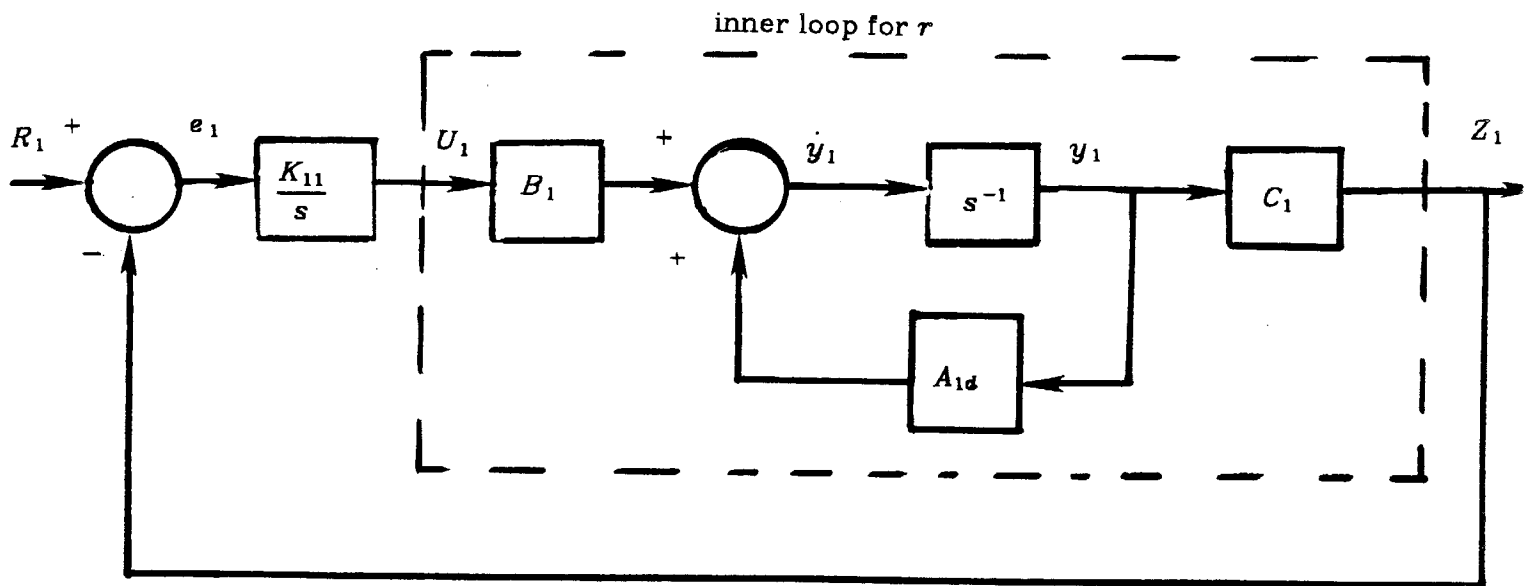 inner loop for r
R₁
+
e₁
K₁₁
s
U₁
B₁
+
ẏ₁
s⁻¹
y₁
C₁
Z₁
−
+
A₁d